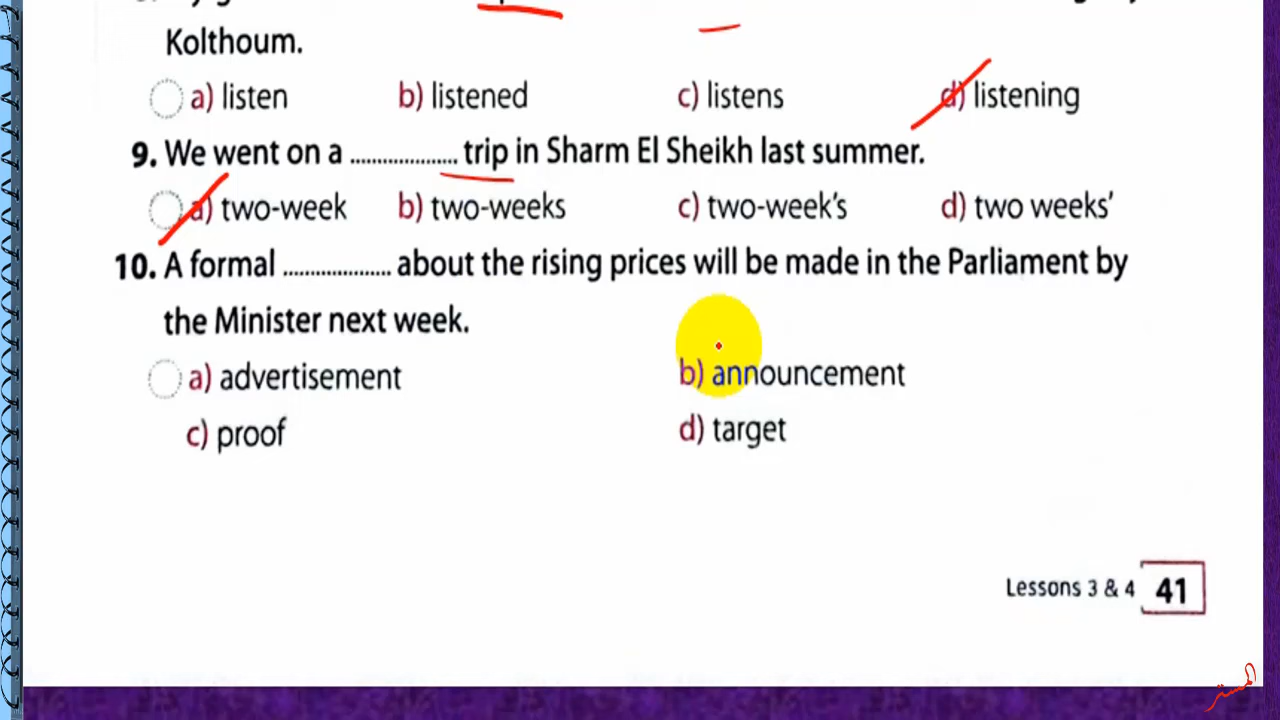 Kolthoum.
a) listen b) listened c) listens d) listening
9. We went on a .................... trip in Sharm El Sheikh last summer.
a) two-week b) two-weeks c) two-week's d) two weeks'
10. A formal .................... about the rising prices will be made in the Parliament by
the Minister next week.
a) advertisement b) announcement
c) proof d) target
Lessons 3 & 4 41
المستر